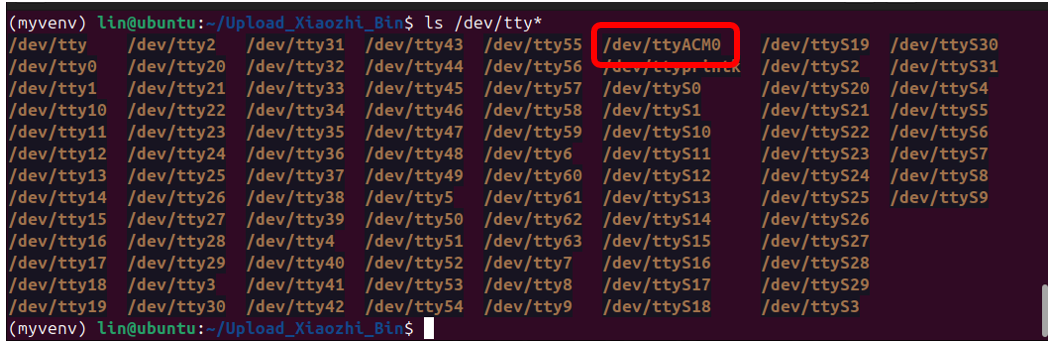 (myvenv) lin@ubuntu:~/Upload_Xiaozhi_Bin$ ls /dev/tty*
/dev/tty /dev/tty2 /dev/tty31 /dev/tty43 /dev/tty55 /dev/ttyACM0 /dev/ttyS19 /dev/ttyS30
/dev/tty0 /dev/tty20 /dev/tty32 /dev/tty44 /dev/tty56 /dev/ttyprintk /dev/ttyS2 /dev/ttyS31
/dev/tty1 /dev/tty21 /dev/tty33 /dev/tty45 /dev/tty57 /dev/ttyS0 /dev/ttyS20 /dev/ttyS4
/dev/tty10 /dev/tty22 /dev/tty34 /dev/tty46 /dev/tty58 /dev/ttyS1 /dev/ttyS21 /dev/ttyS5
/dev/tty11 /dev/tty23 /dev/tty35 /dev/tty47 /dev/tty59 /dev/ttyS10 /dev/ttyS22 /dev/ttyS6
/dev/tty12 /dev/tty24 /dev/tty36 /dev/tty48 /dev/tty6 /dev/ttyS11 /dev/ttyS23 /dev/ttyS7
/dev/tty13 /dev/tty25 /dev/tty37 /dev/tty49 /dev/tty60 /dev/ttyS12 /dev/ttyS24 /dev/ttyS8
/dev/tty14 /dev/tty26 /dev/tty38 /dev/tty5 /dev/tty61 /dev/ttyS13 /dev/ttyS25 /dev/ttyS9
/dev/tty15 /dev/tty27 /dev/tty39 /dev/tty50 /dev/tty62 /dev/ttyS14 /dev/ttyS26
/dev/tty16 /dev/tty28 /dev/tty4 /dev/tty51 /dev/tty63 /dev/ttyS15 /dev/ttyS27
/dev/tty17 /dev/tty29 /dev/tty40 /dev/tty52 /dev/tty7 /dev/ttyS16 /dev/ttyS28
/dev/tty18 /dev/tty3 /dev/tty41 /dev/tty53 /dev/tty8 /dev/ttyS17 /dev/ttyS29
/dev/tty19 /dev/tty30 /dev/tty42 /dev/tty54 /dev/tty9 /dev/ttyS18 /dev/ttyS3
(myvenv) lin@ubuntu:~/Upload_Xiaozhi_Bin$